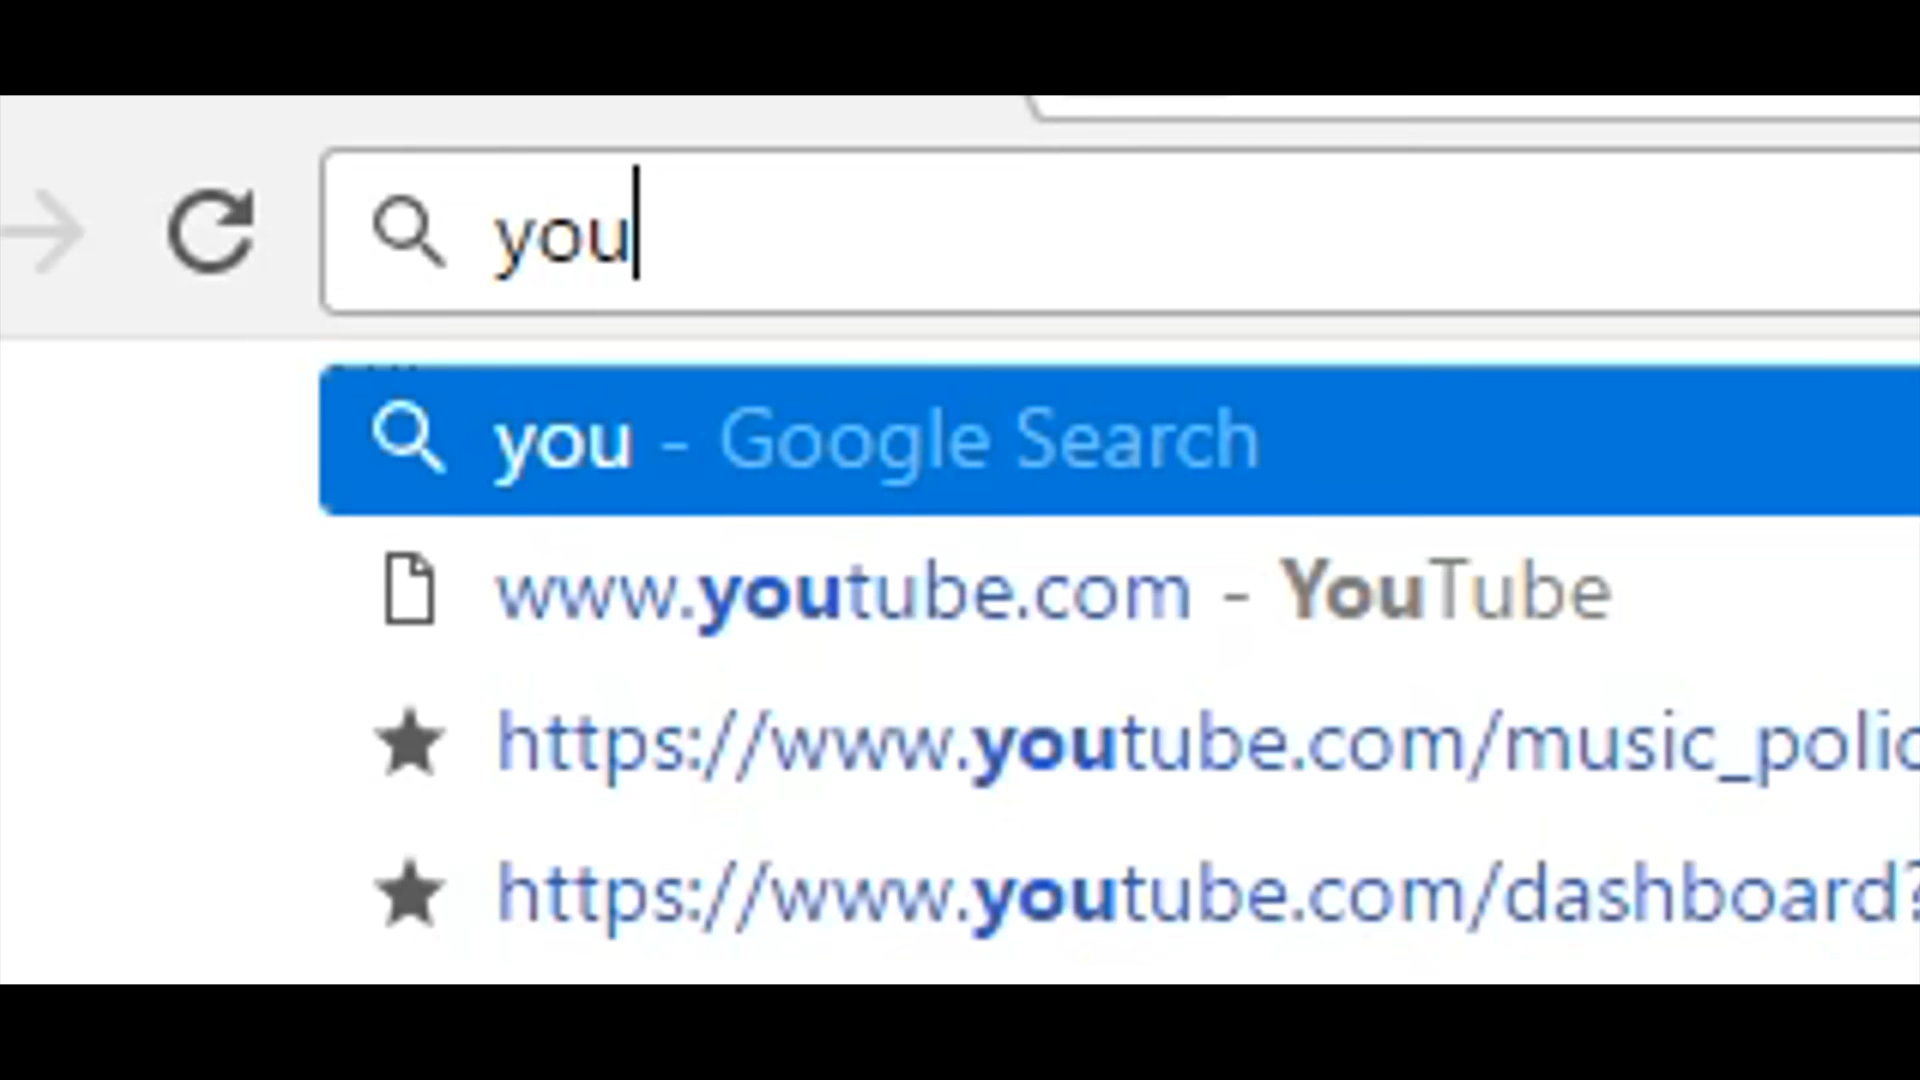 you
you - Google Search
www.youtube.com - YouTube
https://www.youtube.com/music_polic
https://www.youtube.com/dashboard?